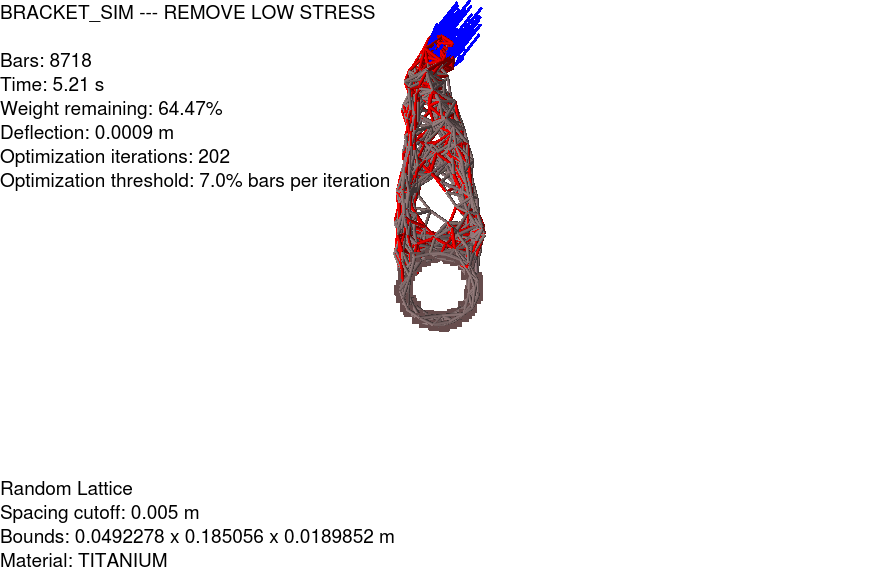 BRACKET_SIM --- REMOVE LOW STRESS
Bars: 8718
Time: 5.21 s
Weight remaining: 64.47%
Deflection: 0.0009 m
Optimization iterations: 202
Optimization threshold: 7.0% bars per iteration
Random Lattice
Spacing cutoff: 0.005 m
Bounds: 0.0492278 x 0.185056 x 0.0189852 m
Material: TITANIUM